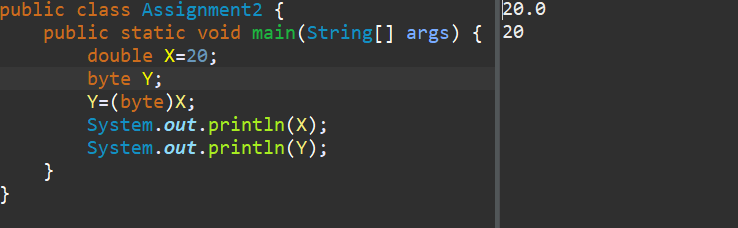 public class Assignment2 {
    public static void main(String[] args) {
        double X=20;
        byte Y;
        Y=(byte)X;
        System.out.println(X);
        System.out.println(Y);
    }
}
20.0
20